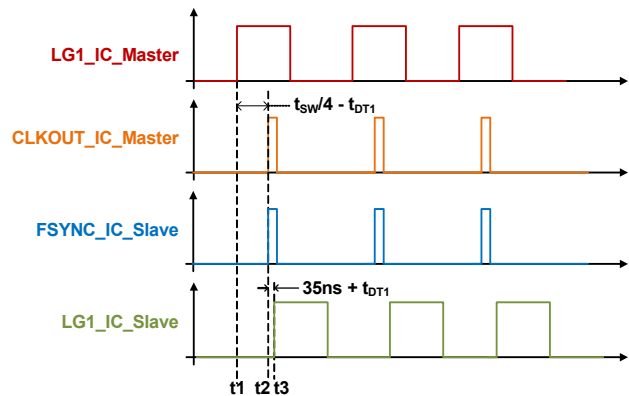 LG1_IC_Master
tSW/4 - tDT1
CLKOUT_IC_Master
FSYNC_IC_Slave
35ns + tDT1
LG1_IC_Slave
t1 t2 t3